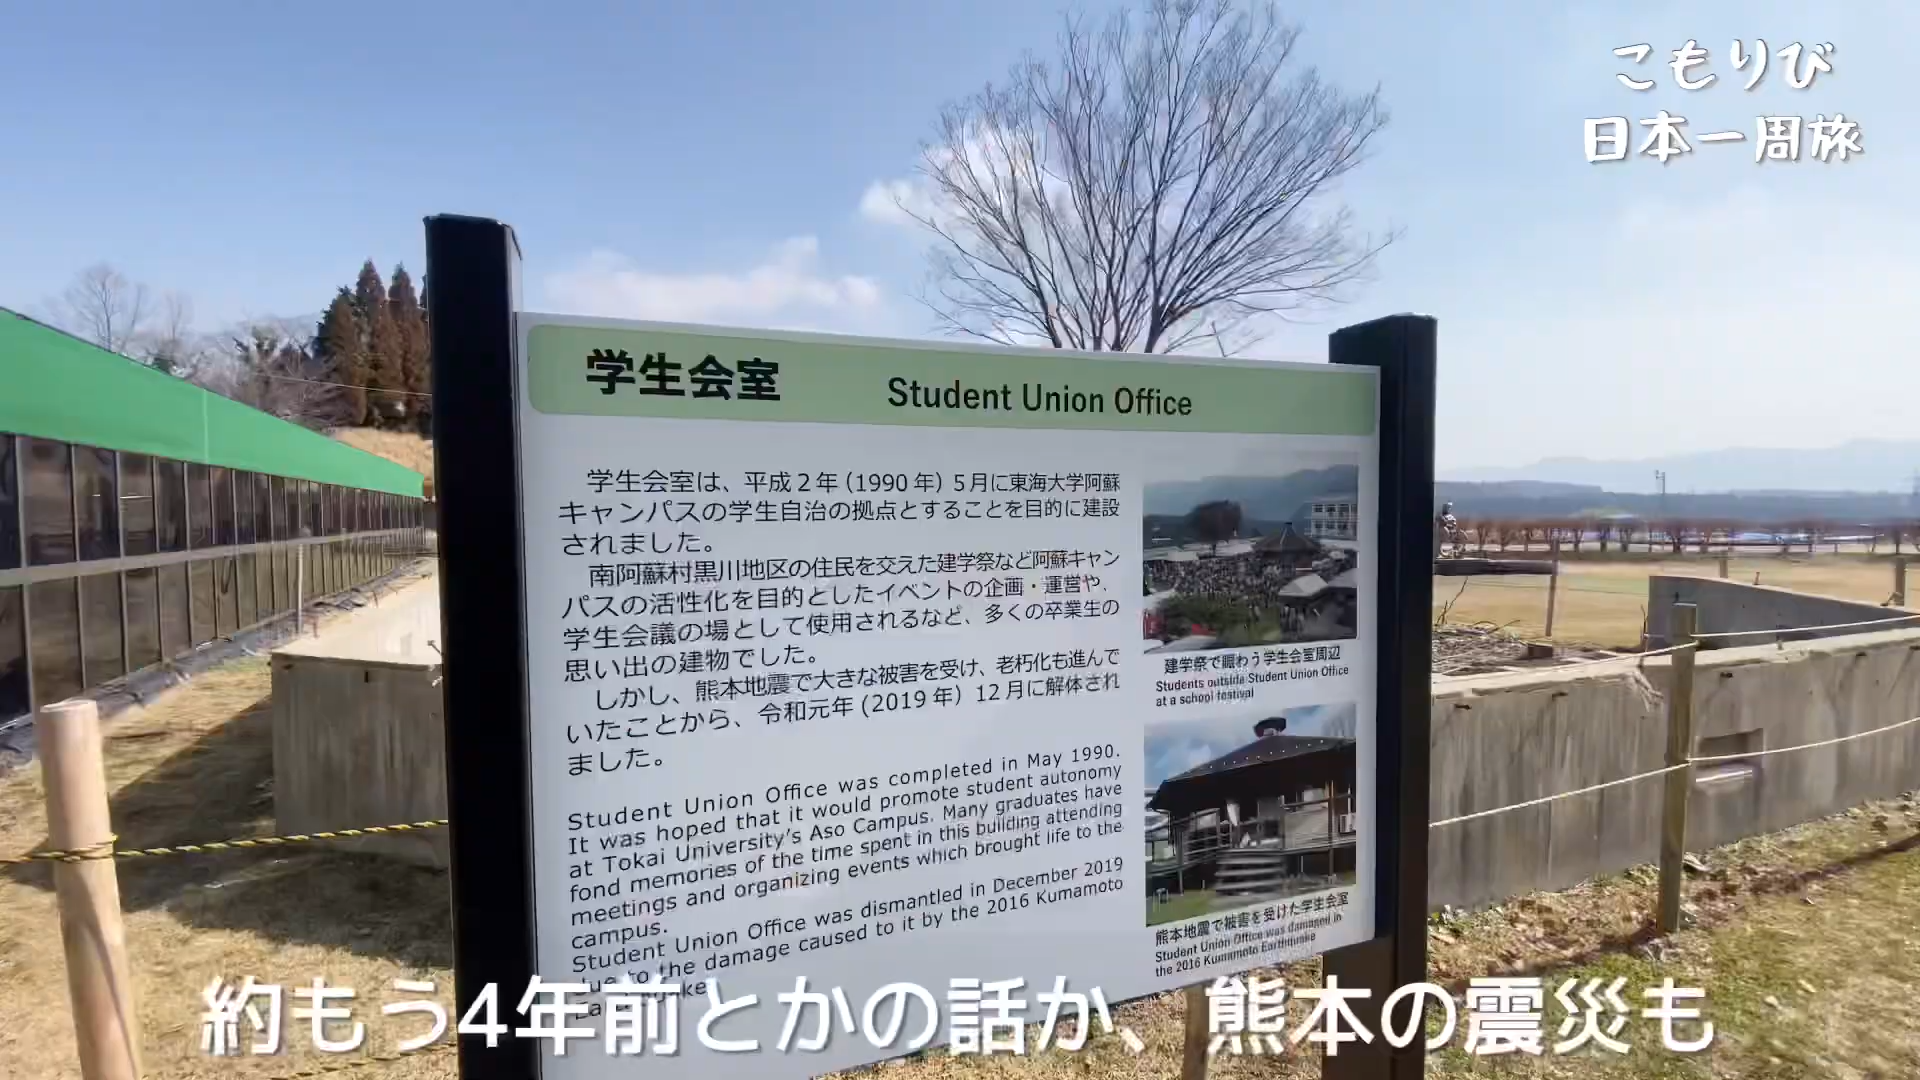 こもりび
日本一周旅
学生会室 Student Union Office
学生会室は、平成2年（1990年）5月に東海大学阿蘇
キャンパスの学生自治の拠点とすることを目的に建設
されました。
南阿蘇村黒川地区の住民を交えた建学祭など阿蘇キャン
パスの活性化を目的としたイベントの企画・運営や、
学生会議の場として使用されるなど、多くの卒業生の
思い出の建物でした。
しかし、熊本地震で大きな被害を受け、老朽化も進んで
いたことから、令和元年（2019年）12月に解体され
ました。
Student Union Office was completed in May 1990.
It was hoped that it would promote student autonomy
at Tokai University's Aso Campus. Many graduates have
fond memories of the time spent in this building attending
meetings and organizing events which brought life to the
campus.
Student Union Office was dismantled in December 2019
due to the damage caused to it by the 2016 Kumamoto
建学祭で賑わう学生会室周辺
Students outside Student Union Office
at a school festival
熊本地震で被害を受けた学生会室
Student Union Office was damaged in
the 2016 Kumamoto Earthquake
約もう4年前とかの話か、熊本の震災も